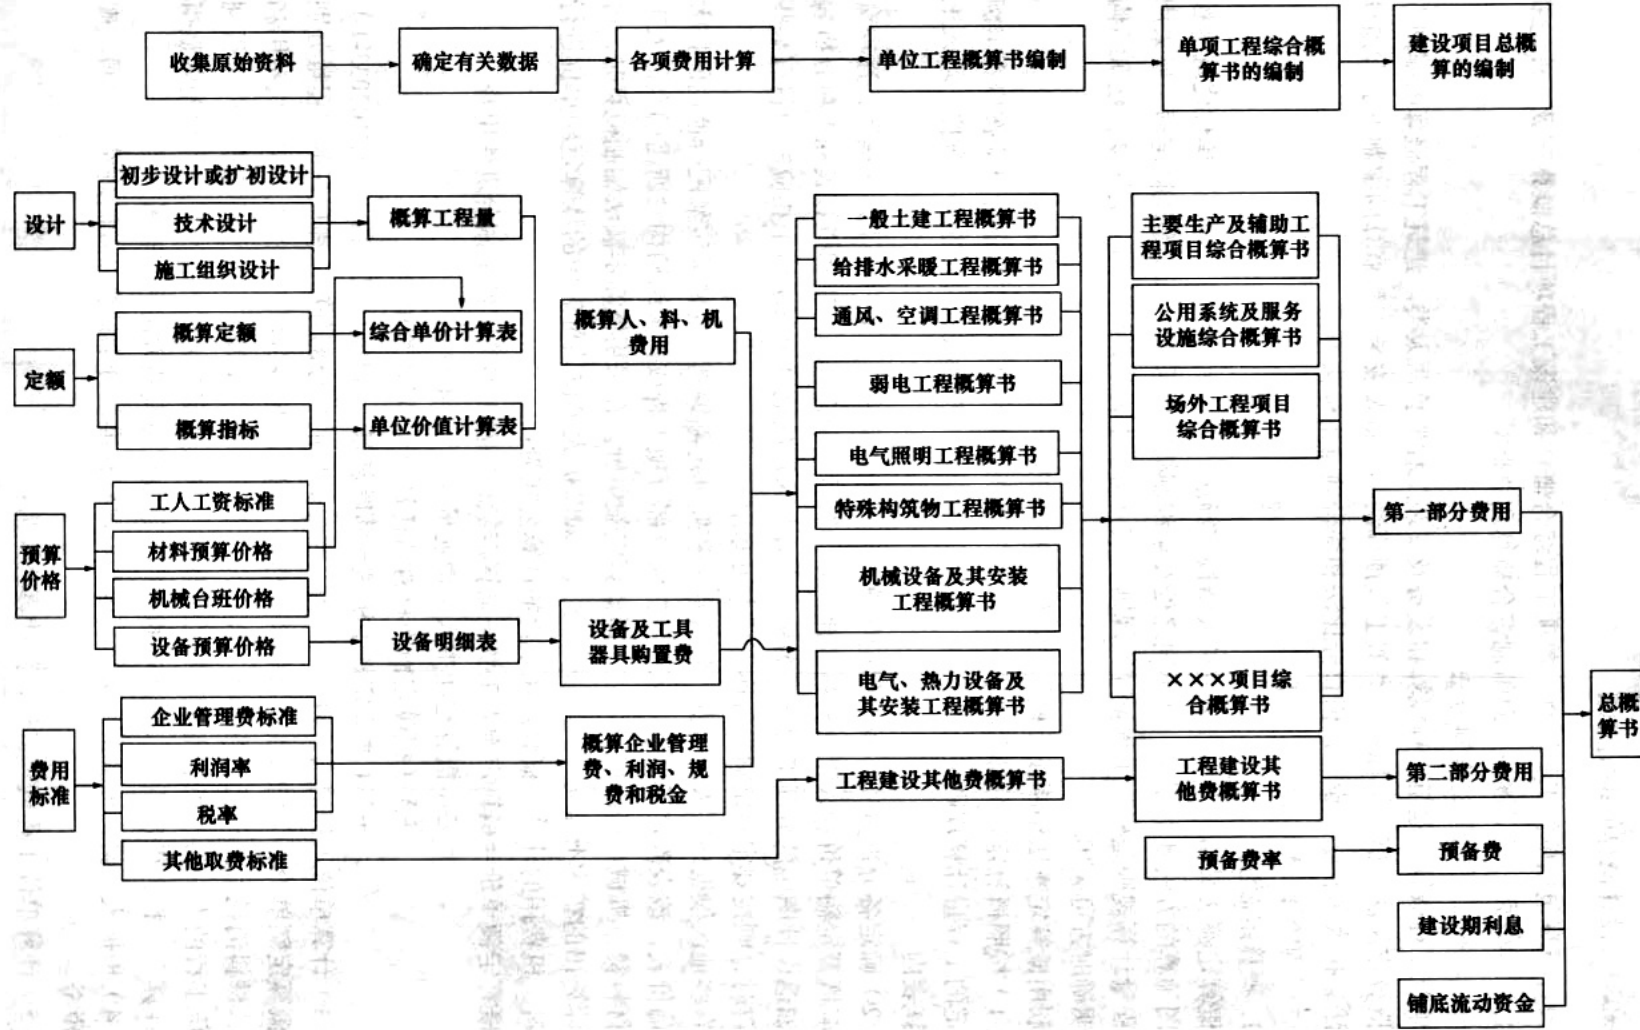 收集原始资料
确定有关数据
各项费用计算
单位工程概算书编制
单项工程综合概
算书的编制
建设项目总概
算的编制
设计
初步设计或扩初设计
技术设计
施工组织设计
概算工程量
定额
概算定额
概算指标
综合单价计算表
单位价值计算表
预算
价格
工人工资标准
材料预算价格
机械台班价格
设备预算价格
设备明细表
费用
标准
企业管理费标准
利润率
税率
其他取费标准
概算人、料、机
费用
设备及工具
器具购置费
概算企业管理
费、利润、规
费和税金
一般土建工程概算书
给排水采暖工程概算书
通风、空调工程概算书
弱电工程概算书
电气照明工程概算书
特殊构筑物工程概算书
机械设备及其安装
工程概算书
电气、热力设备及
其安装工程概算书
工程建设其他费概算书
主要生产及辅助工
程项目综合概算书
公用系统及服务
设施综合概算书
场外工程项目
综合概算书
×××项目综
合概算书
工程建设其
他费概算书
预备费率
第一部分费用
第二部分费用
预备费
建设期利息
铺底流动资金
总概
算书